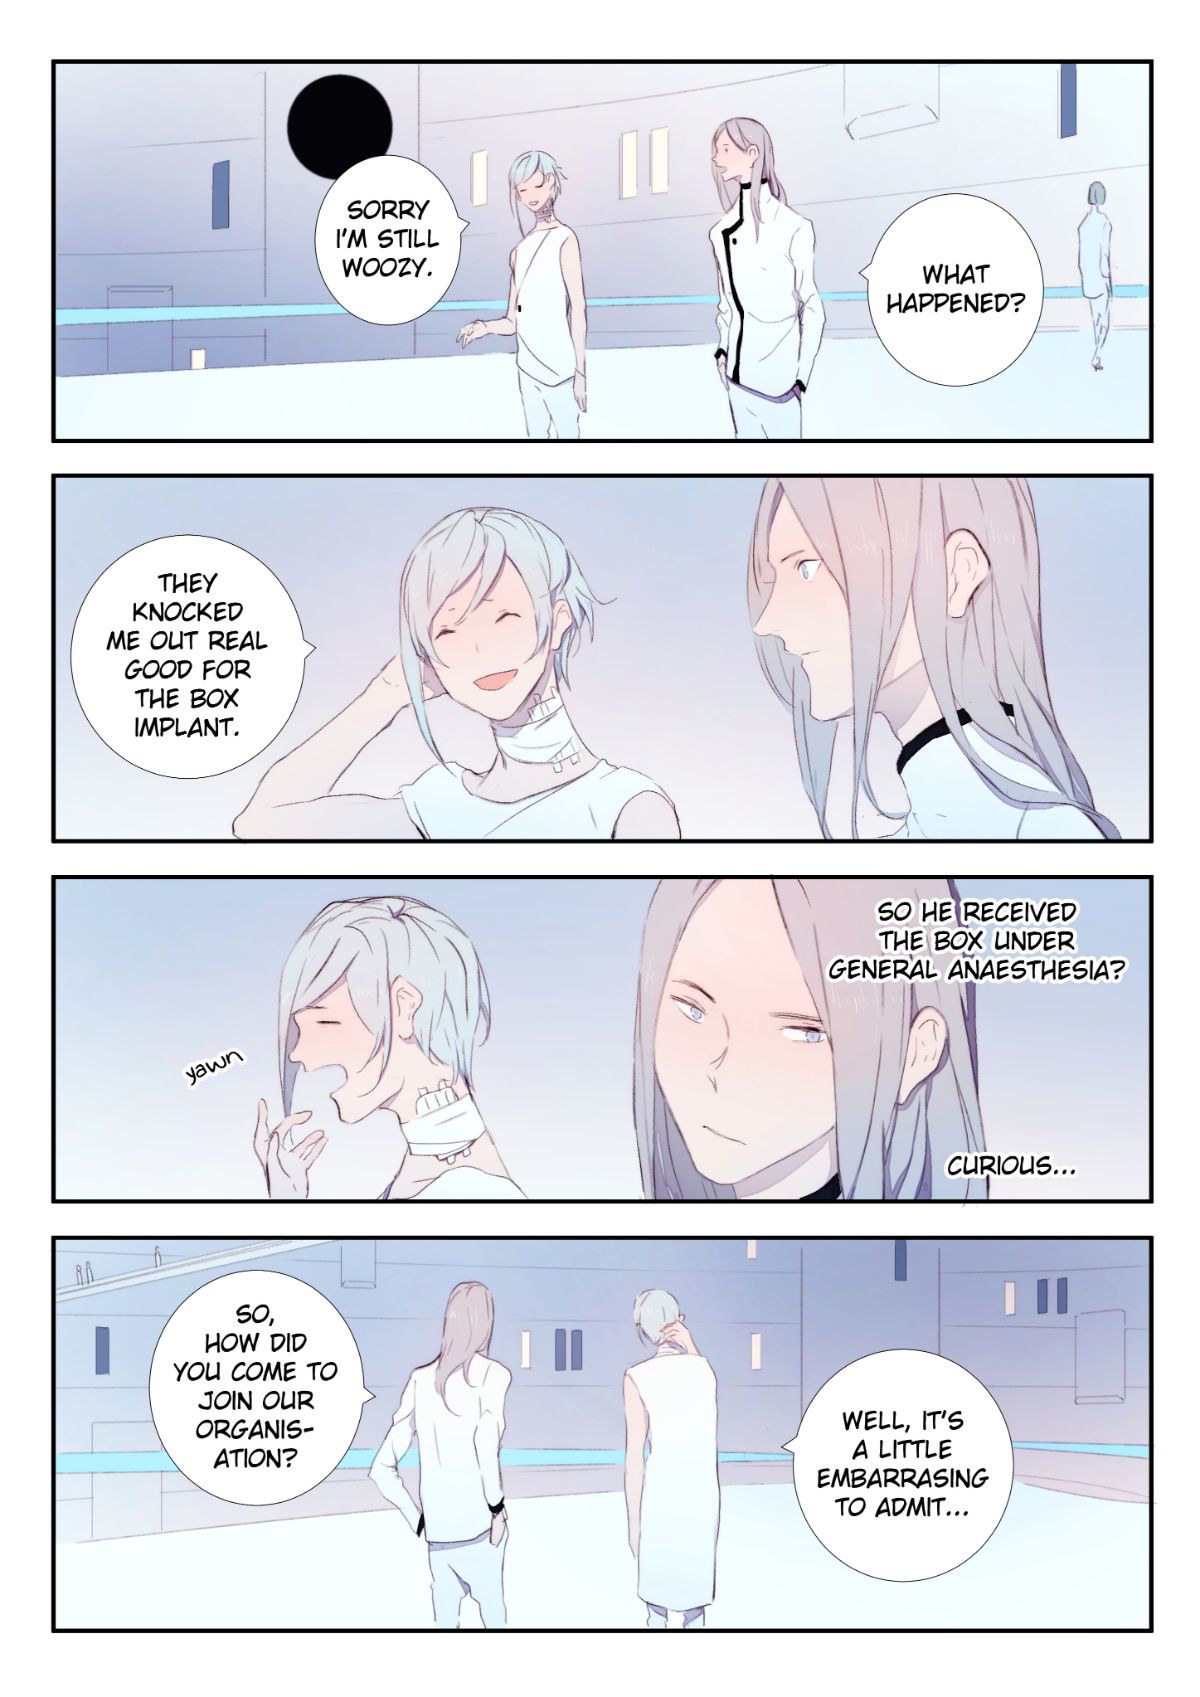 SORRY
I'M STILL
WOOZY.
WHAT
HAPPENED?
THEY
KNOCKED
ME OUT REAL
GOOD FOR
THE BOX
IMPLANT.
SO HE RECEIVED
THE BOX UNDER
GENERAL ANAESTHESIA?
yawn
CURIOUS...
SO,
HOW DID
YOU COME TO
JOIN OUR
ORGANIS-
ATION?
WELL, IT'S
A LITTLE
EMBARRASING
TO ADMIT...